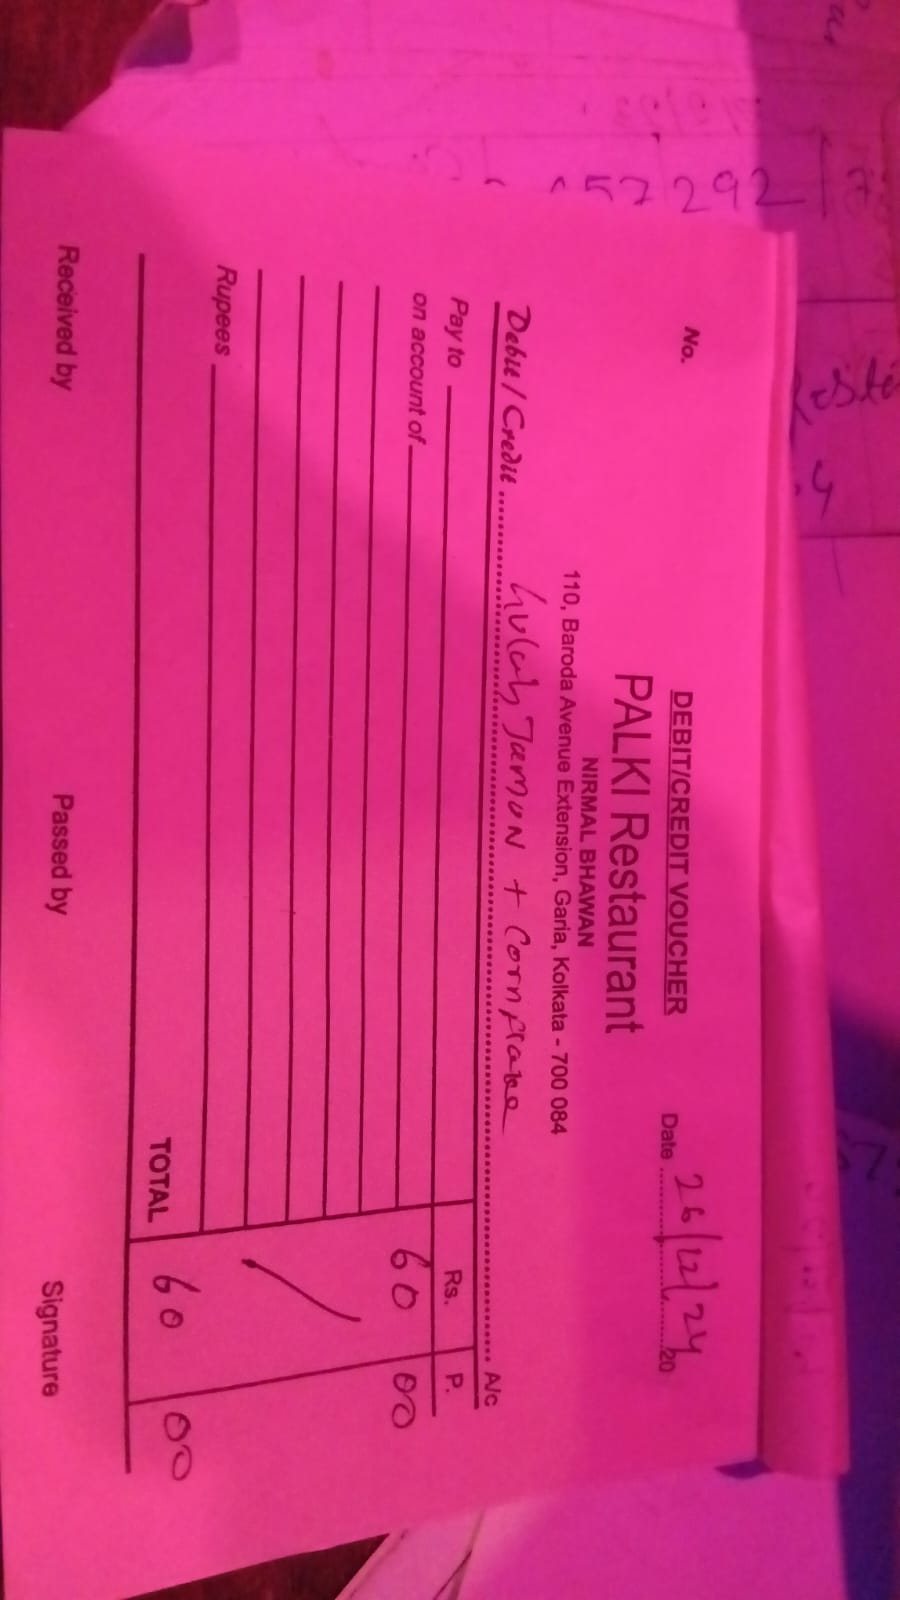 DEBIT/CREDIT VOUCHER
No.
Date 26/12/24 20
PALKI Restaurant
NIRMAL BHAWAN
110, Baroda Avenue Extension, Garia, Kolkata - 700 084
Debit / Credit Gulab Jamun + Cornflake A/c
Pay to
Rs. P.
on account of
60 00
Rupees
TOTAL 60 00
Received by Passed by Signature
57292